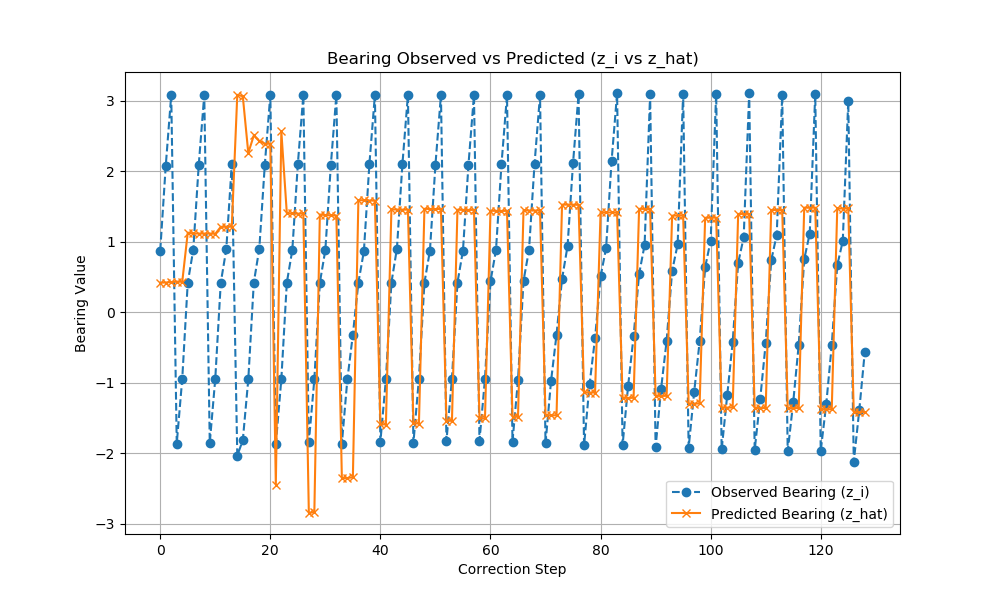 Bearing Observed vs Predicted (z_i vs z_hat)
Bearing Value
3
2
1
0
−1
−2
−3
0 20 40 60 80 100 120
Correction Step
Observed Bearing (z_i)
Predicted Bearing (z_hat)